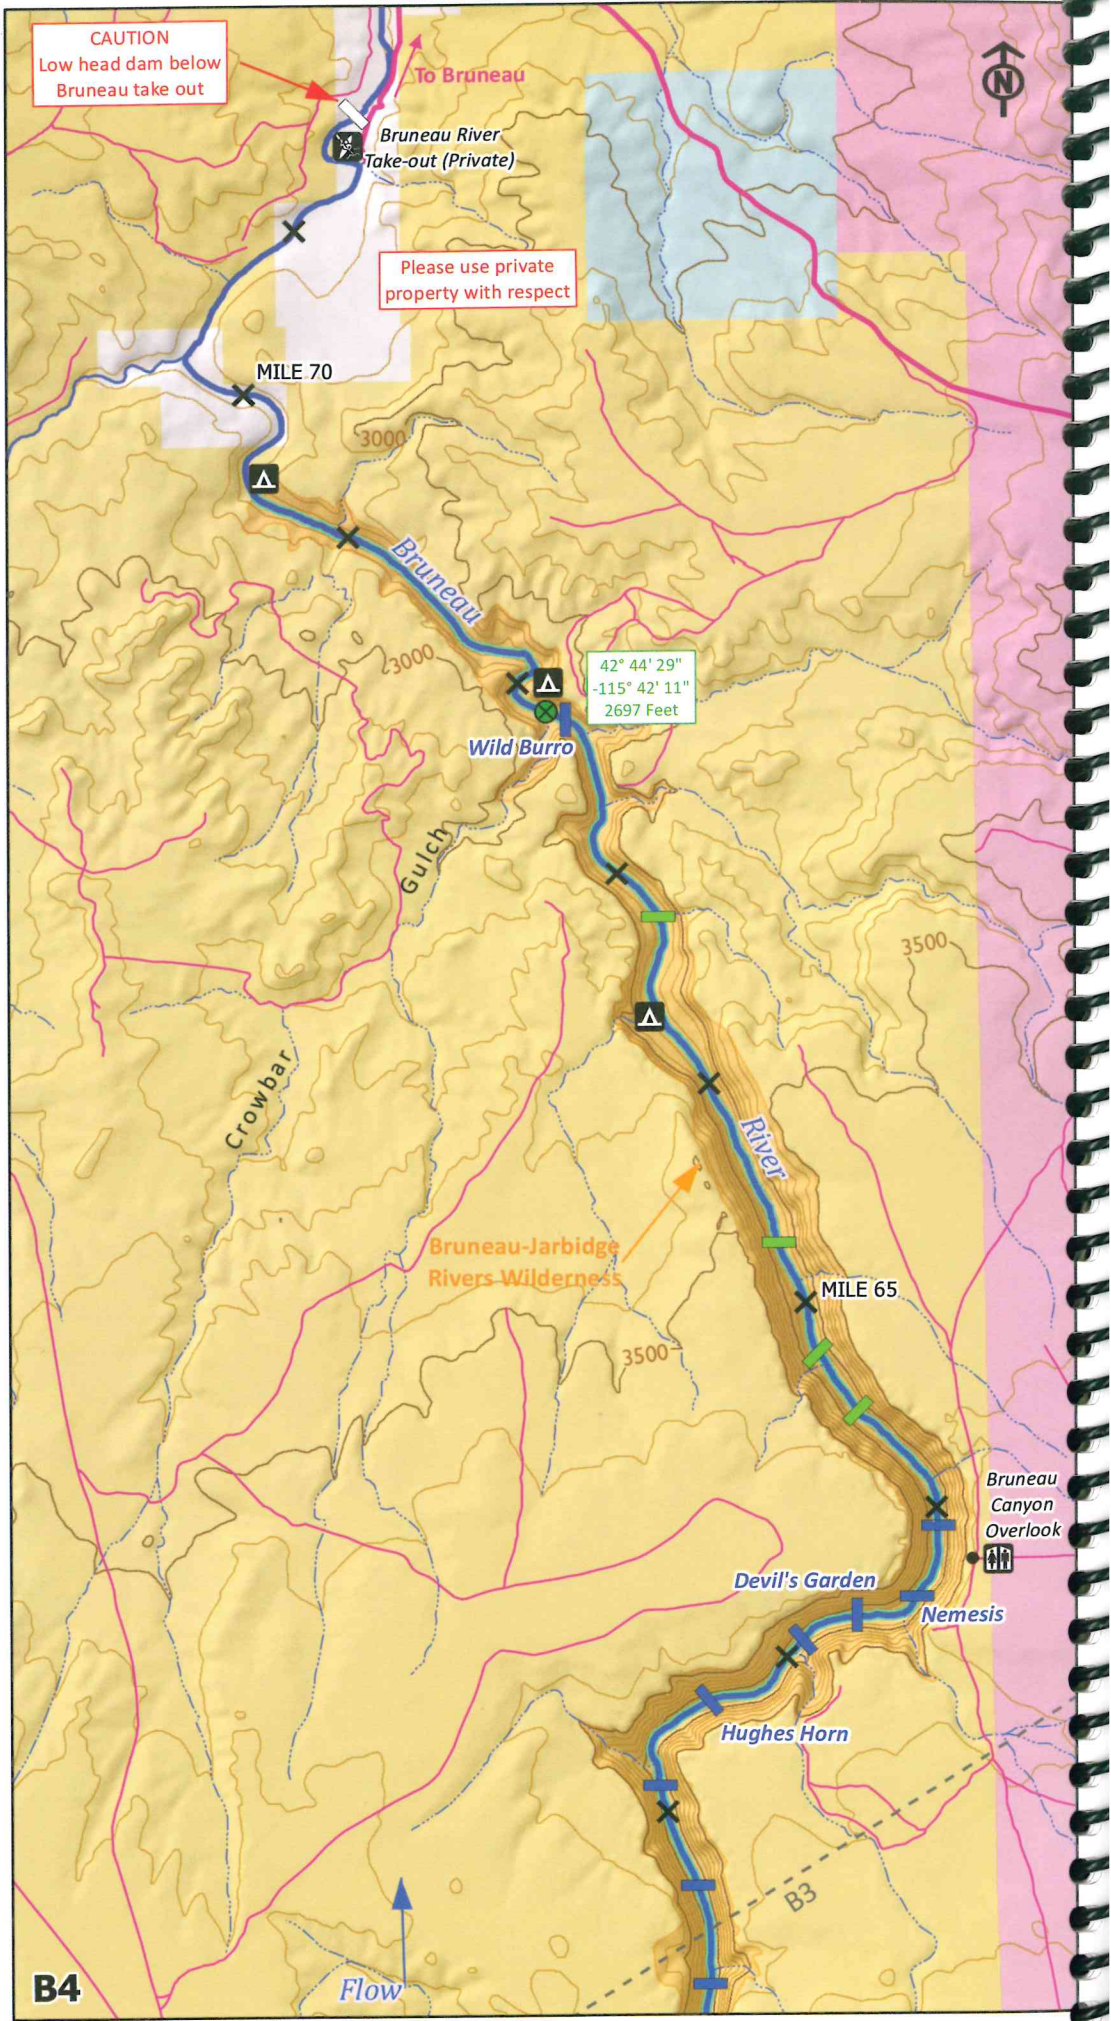 CAUTION
Low head dam below
Bruneau take out
To Bruneau
N
Bruneau River
Take-out (Private)
Please use private
property with respect
MILE 70
3000
Bruneau
3000
42° 44' 29"
-115° 42' 11"
2697 Feet
Wild Burro
Gulch
3500
Crowbar
River
Bruneau-Jarbidge
Rivers Wilderness
MILE 65
3500
Bruneau
Canyon
Overlook
Devil's Garden
Nemesis
Hughes Horn
B3
Flow
B4